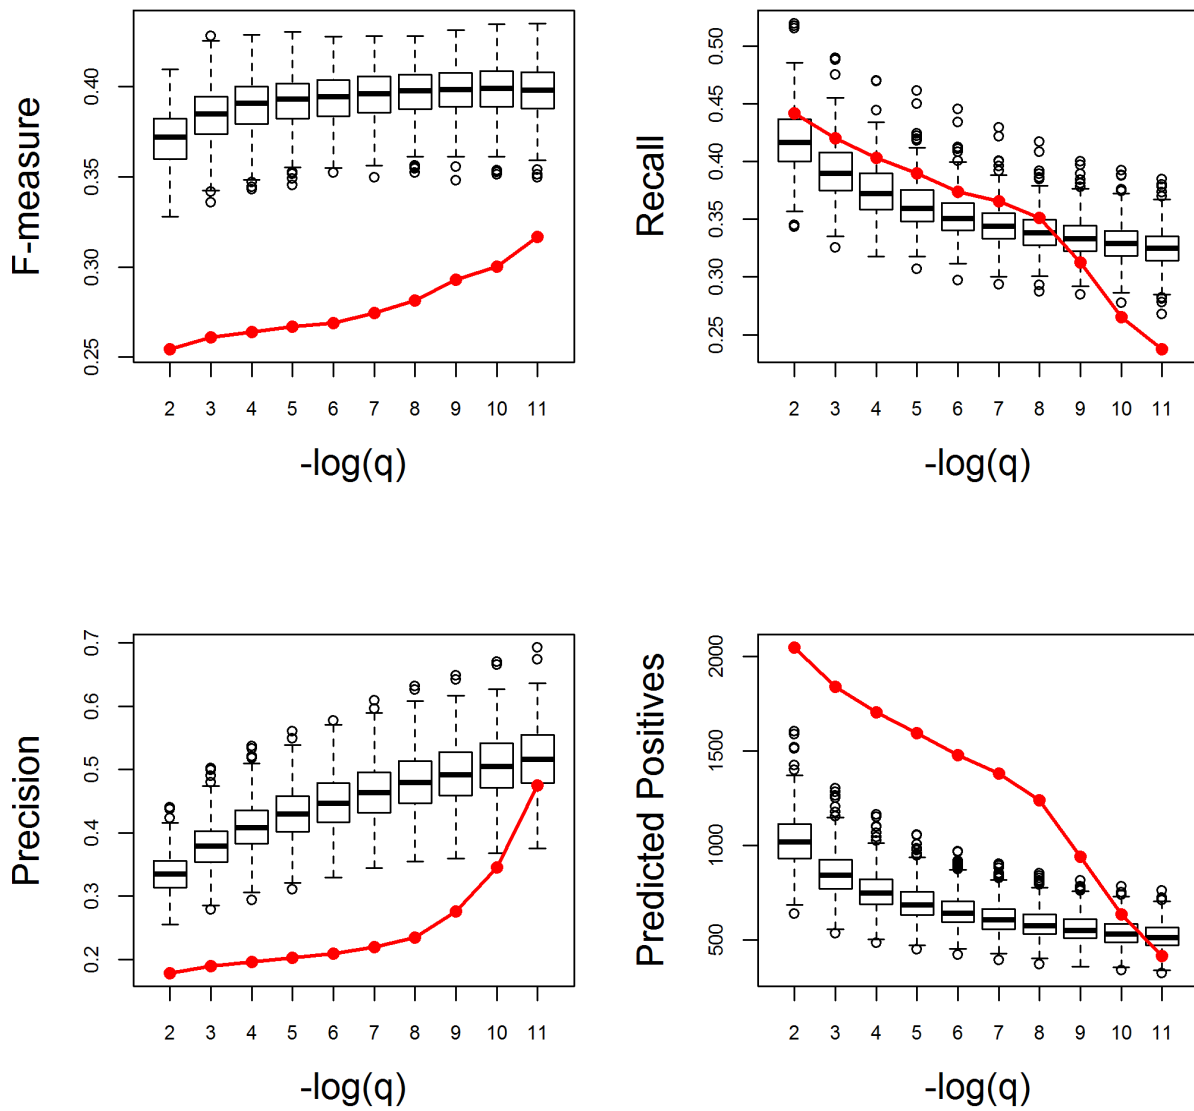 F-measure
0.25 0.30 0.35 0.40
2 3 4 5 6 7 8 9 10 11
-log(q)
Recall
0.25 0.30 0.35 0.40 0.45 0.50
2 3 4 5 6 7 8 9 10 11
-log(q)
Precision
0.2 0.3 0.4 0.5 0.6 0.7
2 3 4 5 6 7 8 9 10 11
-log(q)
Predicted Positives
500 1000 1500 2000
2 3 4 5 6 7 8 9 10 11
-log(q)